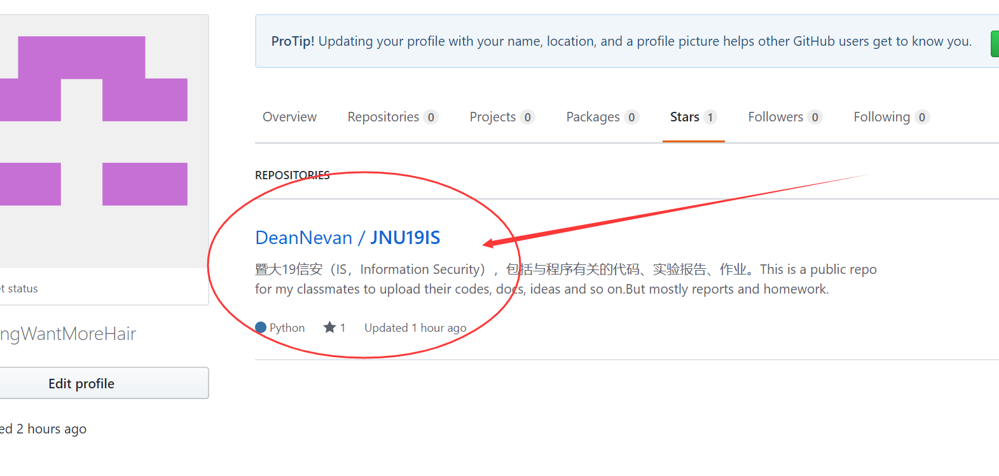 ProTip! Updating your profile with your name, location, and a profile picture helps other GitHub users get to know you.
Overview Repositories 0 Projects 0 Packages 0 Stars 1 Followers 0 Following 0
REPOSITORIES
DeanNevan / JNU19IS
暨大19信安（IS，Information Security），包括与程序有关的代码、实验报告、作业。This is a public repo
for my classmates to upload their codes, docs, ideas and so on.But mostly reports and homework.
Python 1 Updated 1 hour ago
t status
ngWantMoreHair
Edit profile
ed 2 hours ago